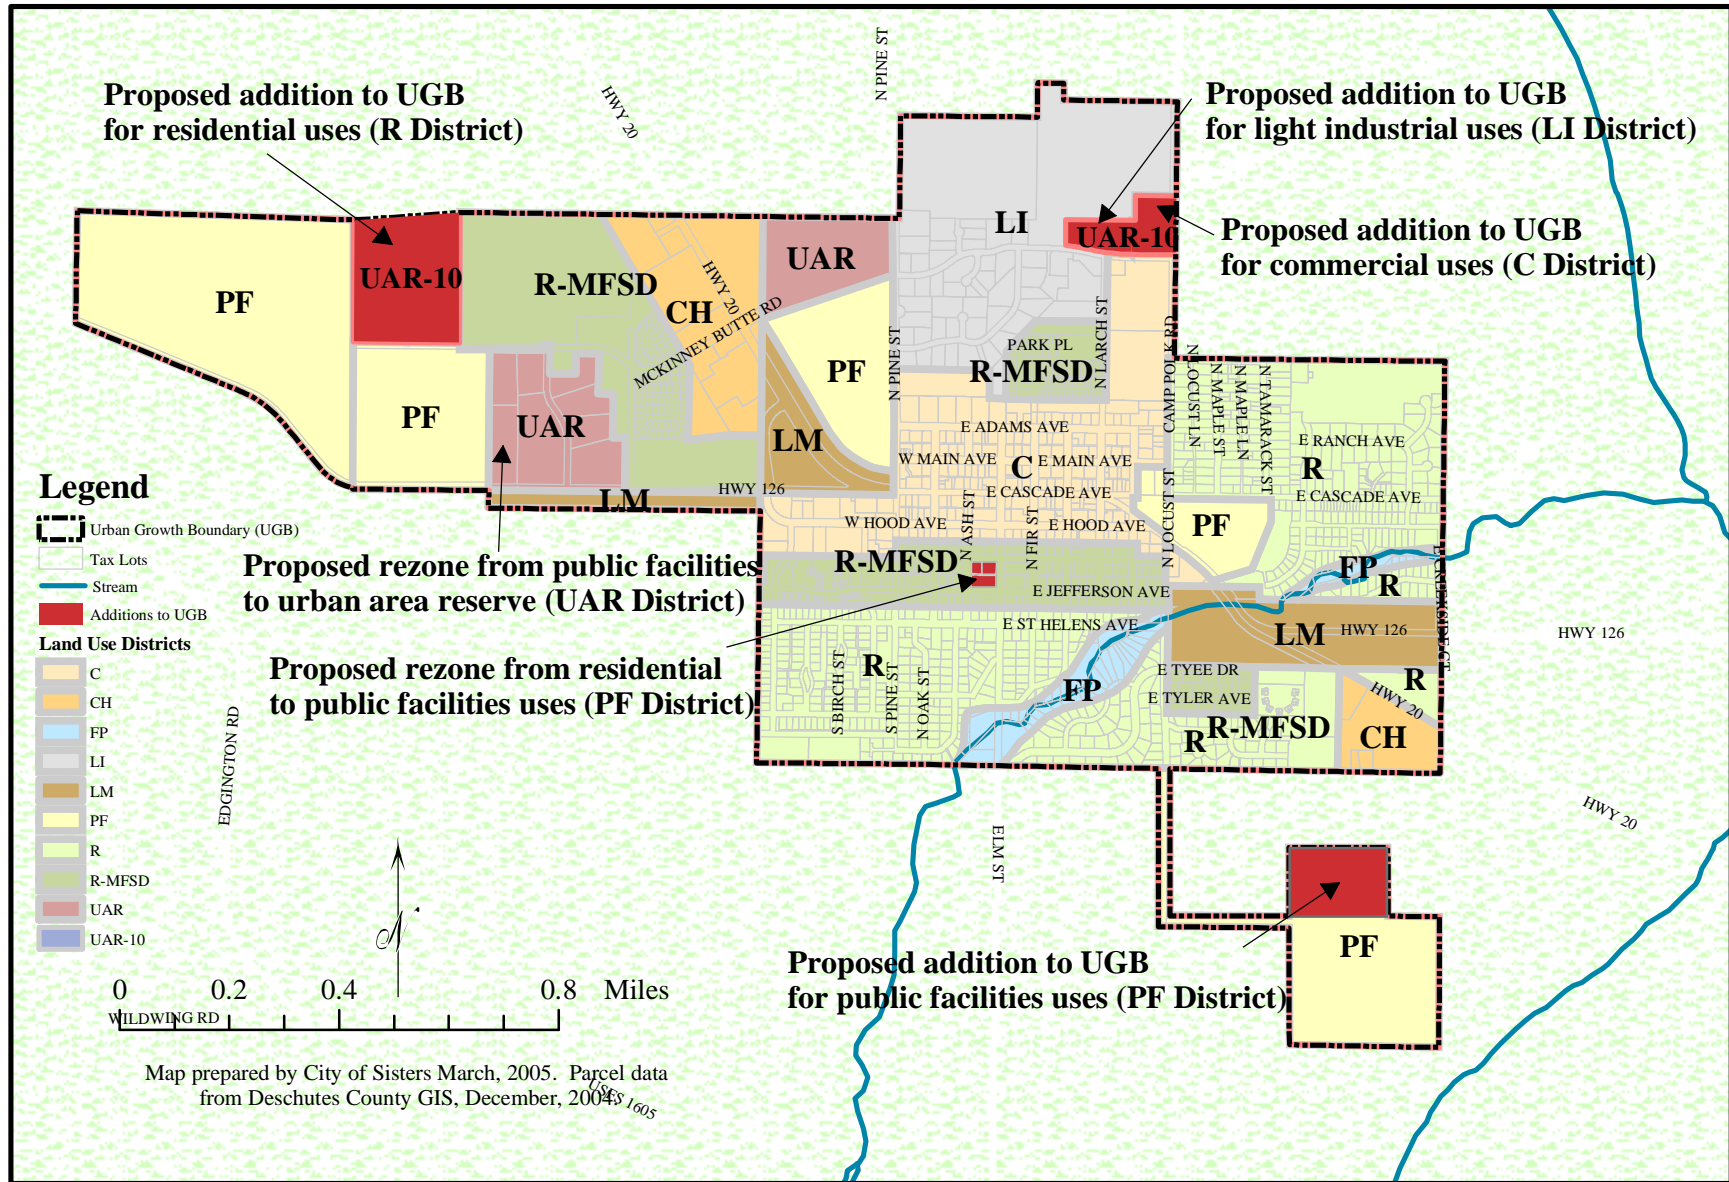 N PINE ST
HWY 20
Proposed addition to UGB
for residential uses (R District)
Proposed addition to UGB
for light industrial uses (LI District)
Proposed addition to UGB
for commercial uses (C District)
LI
UAR-10
UAR
UAR-10
R-MFSD
PF
CH
HWY 20
MCKINNEY BUTTE RD
N PINE ST
PF
PARK PL
R-MFSD
N LARCH ST
CAMP POLK RD
N LOCUST LN
N MAPLE ST
N MAPLE LN
N TAMARACK ST
PF
UAR
LM
E ADAMS AVE
W MAIN AVE
C
E MAIN AVE
E RANCH AVE
R
E CASCADE AVE
E CASCADE AVE
HWY 126
LM
W HOOD AVE
N ASH ST
N FIR ST
E HOOD AVE
N LOCUST ST
PF
Legend
Urban Growth Boundary (UGB)
Tax Lots
Stream
Additions to UGB
Land Use Districts
C
CH
FP
LI
LM
PF
R
R-MFSD
UAR
UAR-10
Proposed rezone from public facilities
to urban area reserve (UAR District)
R-MFSD
E JEFFERSON AVE
FP
R
E ST HELENS AVE
LM
HWY 126
HWY 126
Proposed rezone from residential
to public facilities uses (PF District)
R
S BIRCH ST
S PINE ST
N OAK ST
FP
E TYEE DR
E TYLER AVE
R
R-MFSD
R
HWY 20
CH
EDGINGTON RD
HWY 20
ELM ST
N
Proposed addition to UGB
for public facilities uses (PF District)
PF
0 0.2 0.4 0.8 Miles
WILDWING RD
Map prepared by City of Sisters March, 2005. Parcel data
from Deschutes County GIS, December, 2004.
USFS 1605